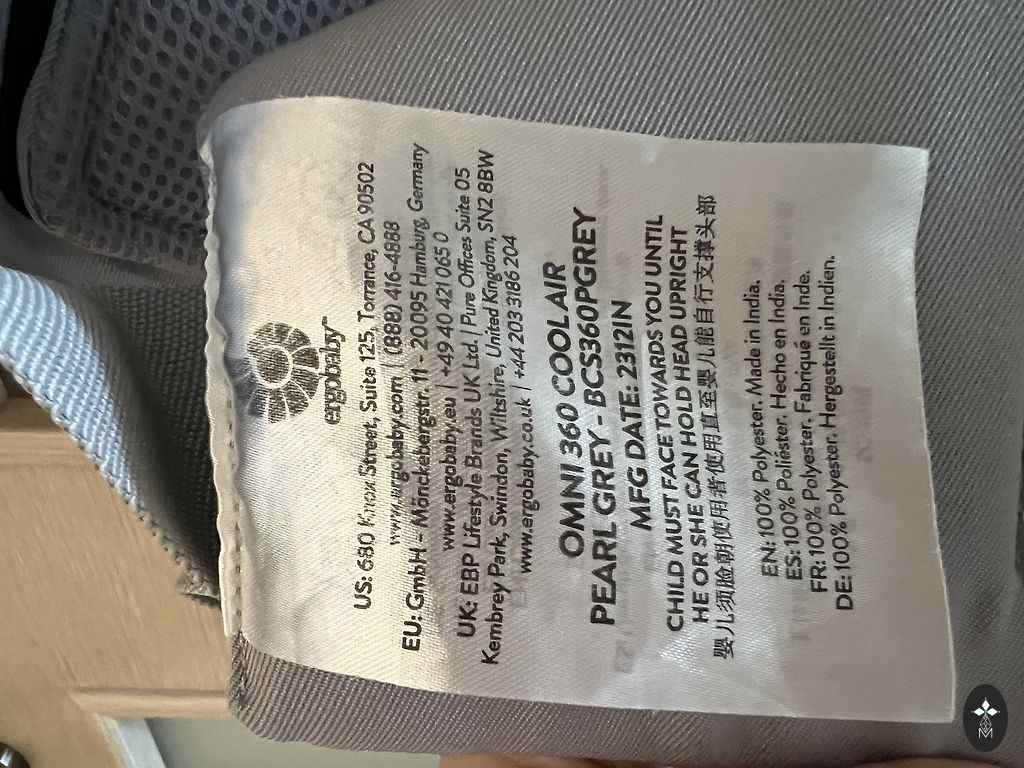 ergobaby™
US: 680 Knox Street, Suite 125, Torrance, CA 90502
www.ergobaby.com | (888) 416-4888
EU: GmbH - Mönckebergstr. 11 - 20095 Hamburg, Germany
www.ergobaby.eu | +49 40 421 065 0
UK: EBP Lifestyle Brands UK Ltd, Pure Offices Suite 05
Kembrey Park, Swindon, Wiltshire, United Kingdom, SN2 8BW
www.ergobaby.co.uk | +44 203 3186 204
OMNI 360 COOL AIR
PEARL GREY - BCS360PGREY
MFG DATE: 2312IN
CHILD MUST FACE TOWARDS YOU UNTIL
HE OR SHE CAN HOLD HEAD UPRIGHT
婴儿须脸朝使用者使用直至婴儿能自行支撑头部
EN: 100% Polyester. Made in India.
ES: 100% Poliéster. Hecho en India.
FR: 100% Polyester. Fabriqué en Inde.
DE: 100% Polyester. Hergestellt in Indien.
M